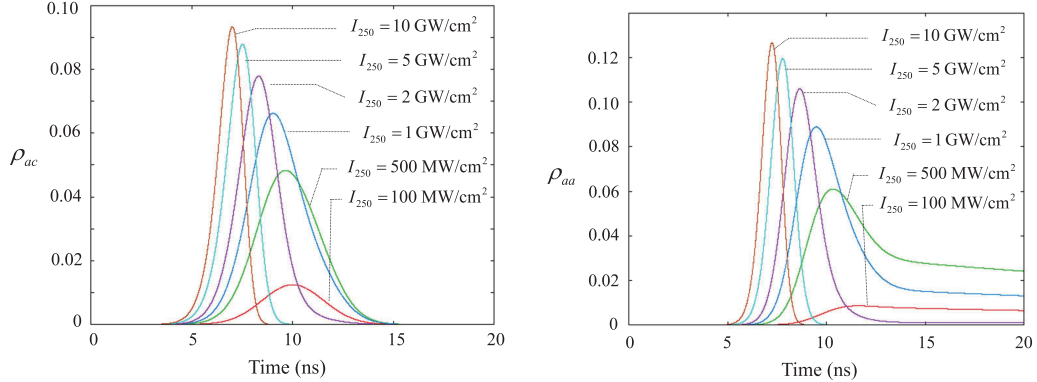 0.10
I₂₅₀ = 10 GW/cm²
0.08
I₂₅₀ = 5 GW/cm²
I₂₅₀ = 2 GW/cm²
0.06
I₂₅₀ = 1 GW/cm²
ρac
I₂₅₀ = 500 MW/cm²
0.04
I₂₅₀ = 100 MW/cm²
0.02
0
0 5 10 15 20
Time (ns)
I₂₅₀ = 10 GW/cm²
0.12
I₂₅₀ = 5 GW/cm²
0.10
I₂₅₀ = 2 GW/cm²
0.08
I₂₅₀ = 1 GW/cm²
ρaa
I₂₅₀ = 500 MW/cm²
0.06
I₂₅₀ = 100 MW/cm²
0.04
0.02
0
0 5 10 15 20
Time (ns)